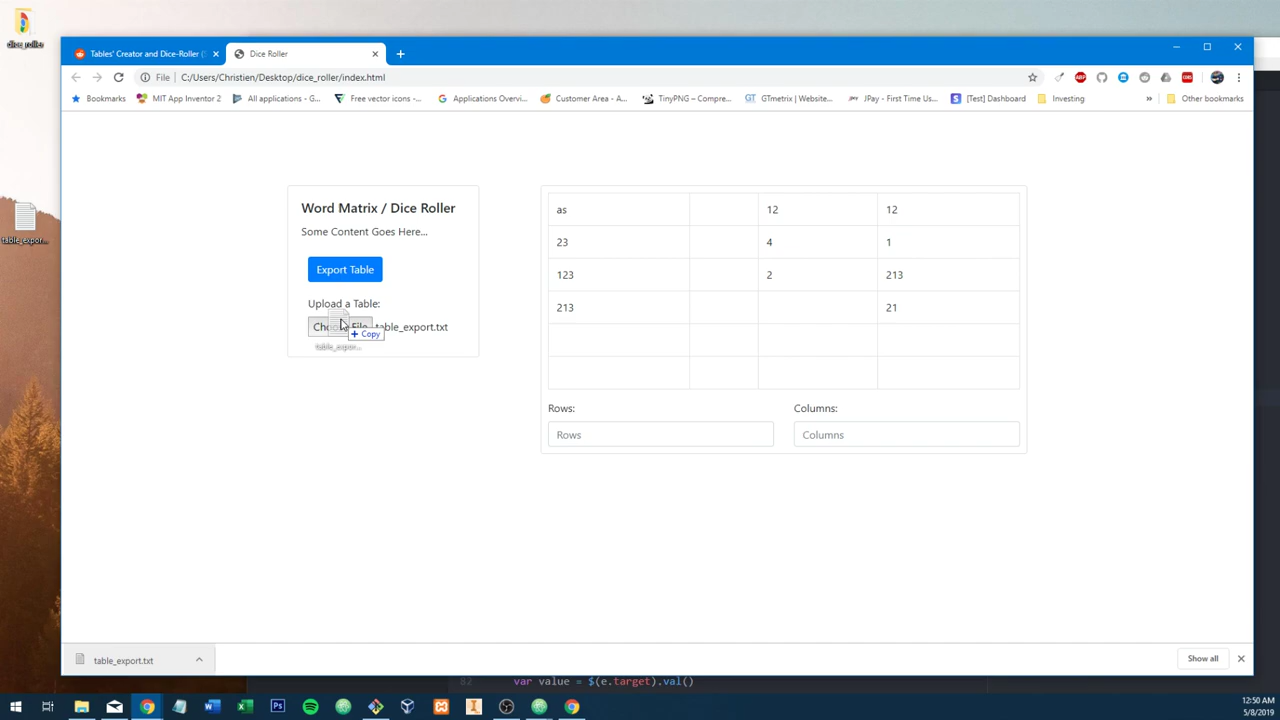 dice_roller
table_expor...
Tables' Creator and Dice-Roller (
Dice Roller
File | C:/Users/Christien/Desktop/dice_roller/index.html
Bookmarks
MIT App Inventor 2
All applications - G...
Free vector icons -...
Applications Overvi...
Customer Area - A...
TinyPNG – Compre...
GTmetrix | Website...
JPay - First Time Us...
[Test] Dashboard
Investing
»
Other bookmarks
Word Matrix / Dice Roller
Some Content Goes Here...
Export Table
Upload a Table:
table_export.txt
+ Copy
table_expor...
as 12 12
23 4 1
123 2 213
213 21
Rows: Columns:
Rows Columns
table_export.txt
Show all
82 var value = $(e.target).val()
12:50 AM
5/8/2019